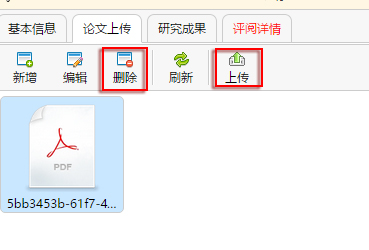 基本信息 论文上传 研究成果 评阅详情
新增 编辑 删除 刷新 上传
PDF
5bb3453b-61f7-4...